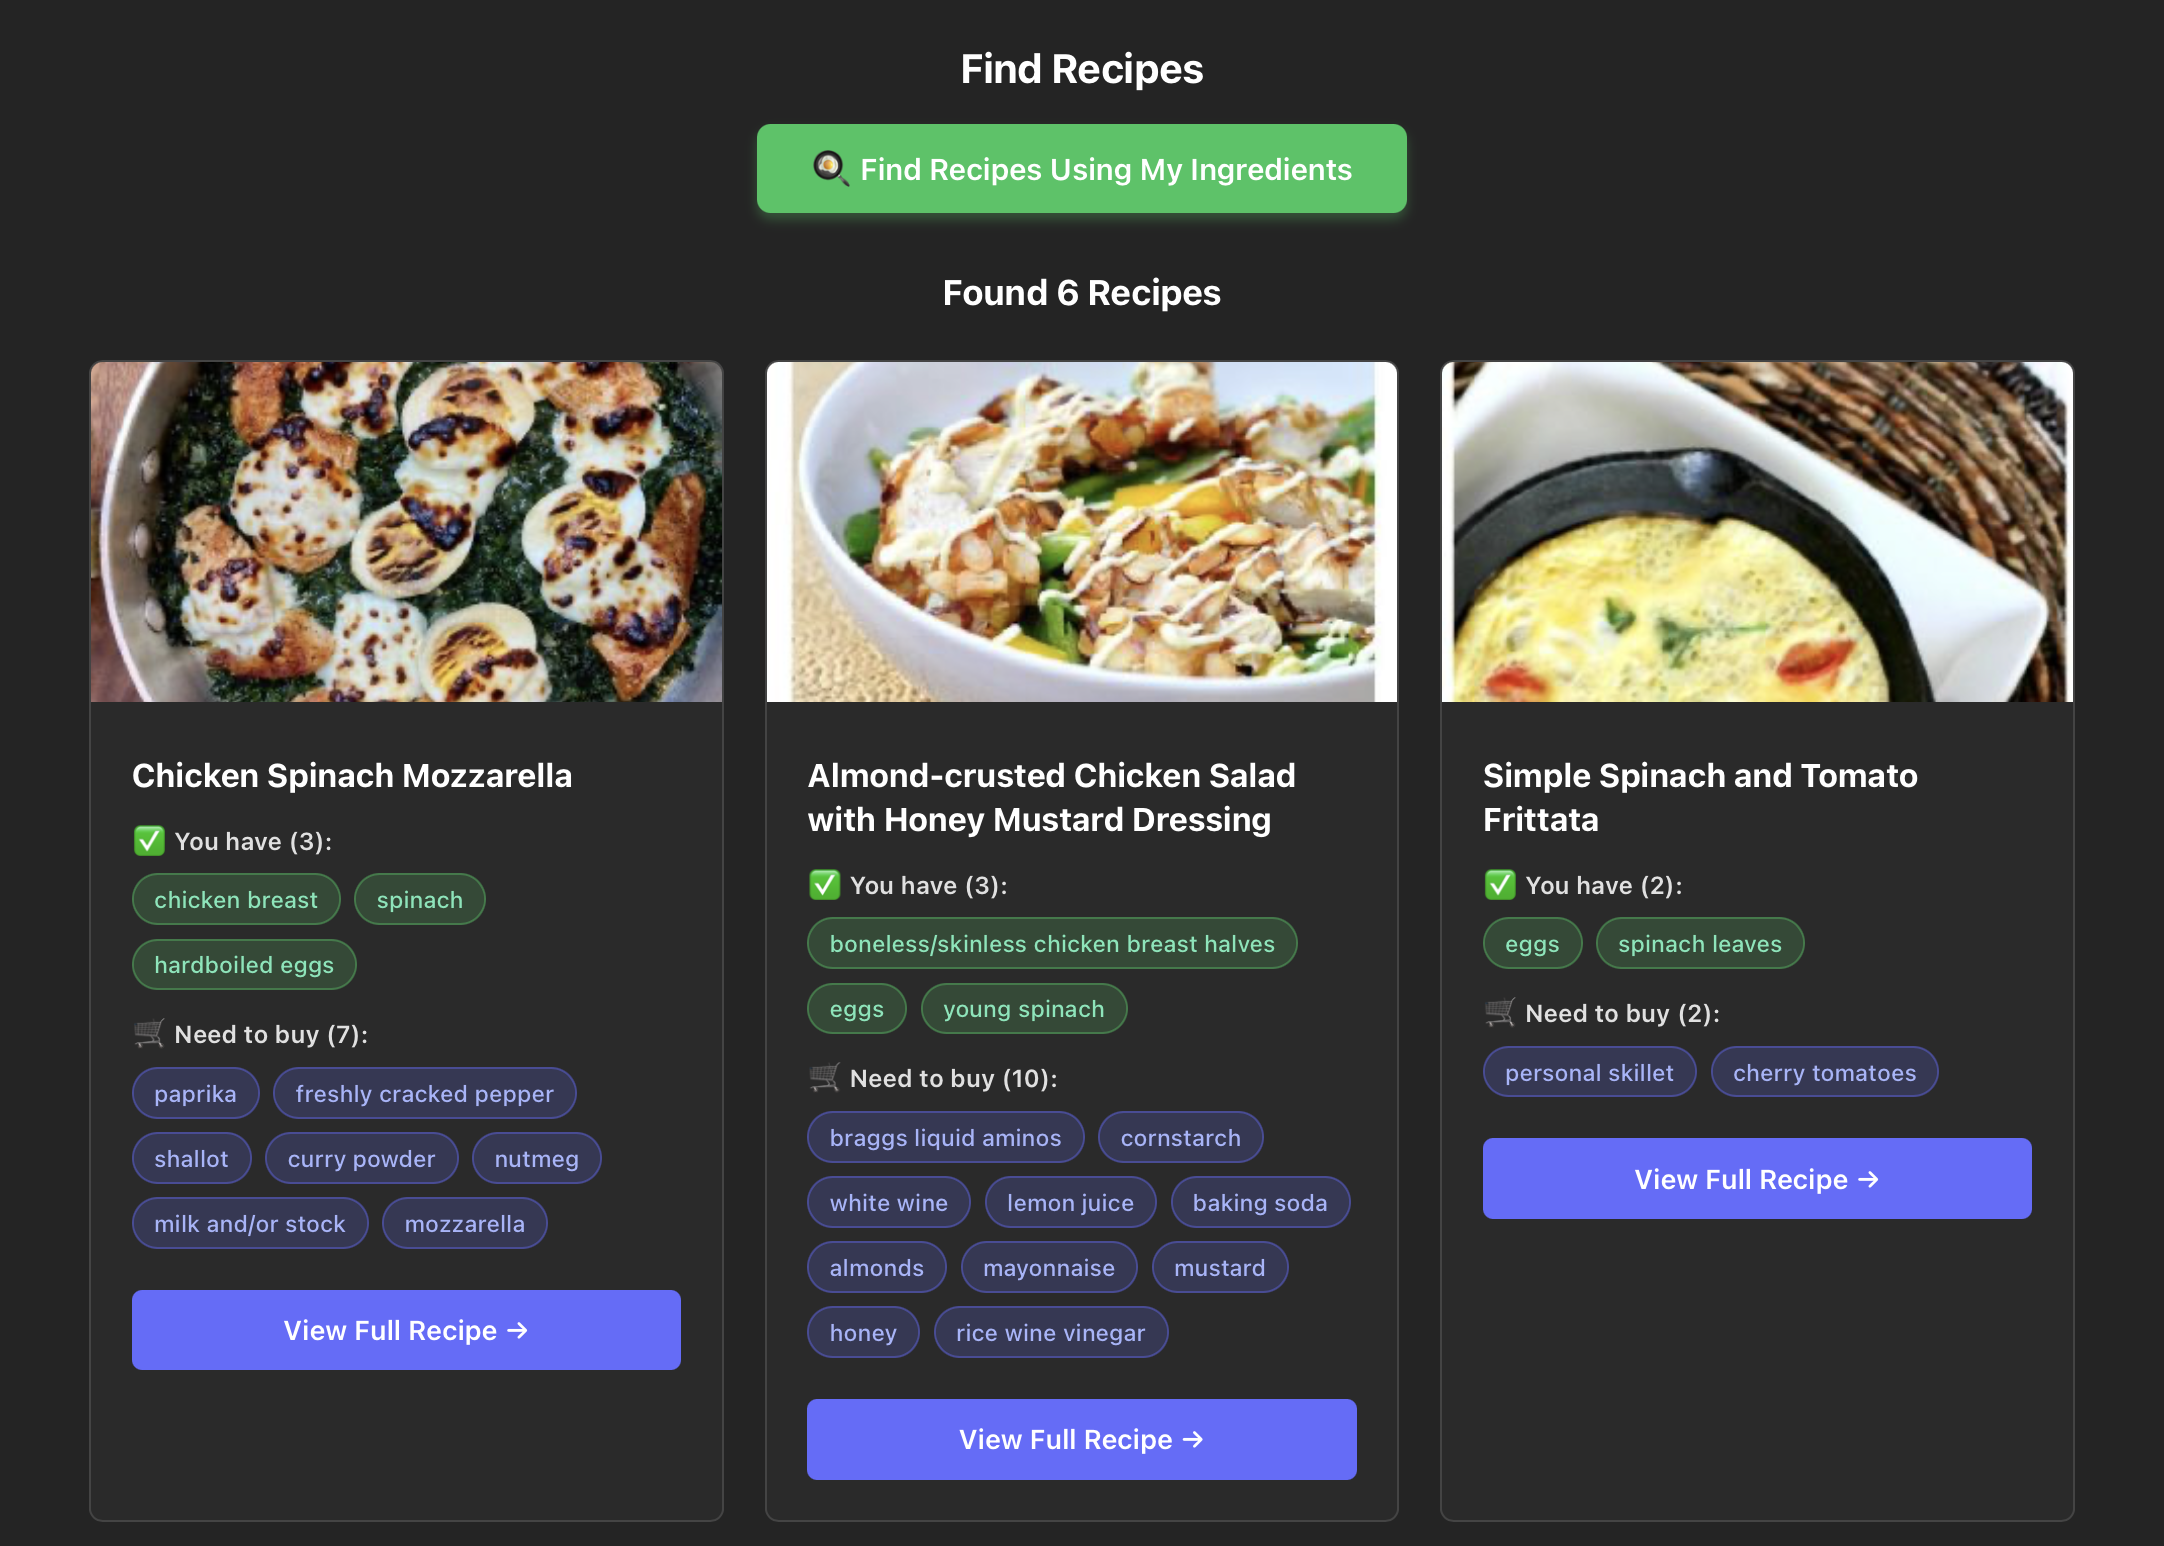 Find Recipes
🍳 Find Recipes Using My Ingredients
Found 6 Recipes
Chicken Spinach Mozzarella
✅ You have (3):
chicken breast spinach
hardboiled eggs
🛒 Need to buy (7):
paprika freshly cracked pepper
shallot curry powder nutmeg
milk and/or stock mozzarella
View Full Recipe →
Almond-crusted Chicken Salad
with Honey Mustard Dressing
✅ You have (3):
boneless/skinless chicken breast halves
eggs young spinach
🛒 Need to buy (10):
braggs liquid aminos cornstarch
white wine lemon juice baking soda
almonds mayonnaise mustard
honey rice wine vinegar
View Full Recipe →
Simple Spinach and Tomato
Frittata
✅ You have (2):
eggs spinach leaves
🛒 Need to buy (2):
personal skillet cherry tomatoes
View Full Recipe →